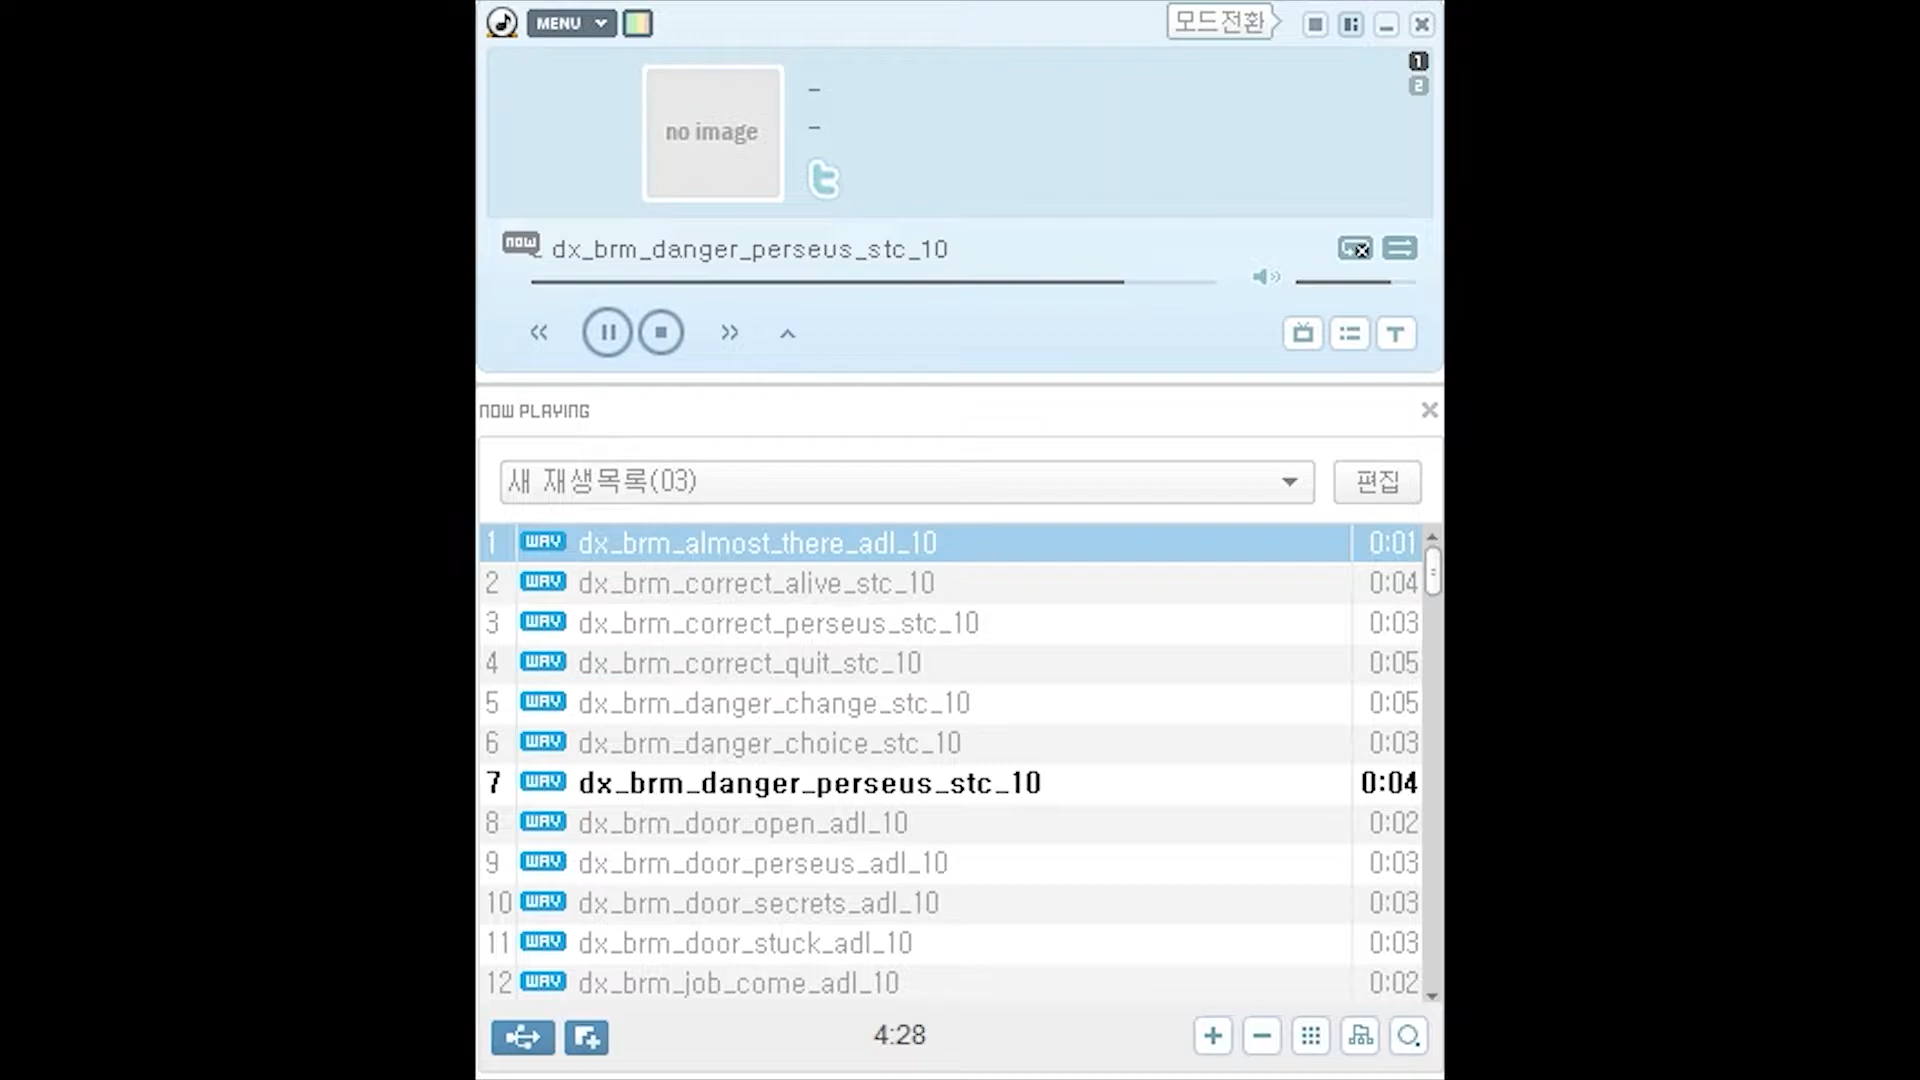 MENU
모드전환
1
2
no image
-
-
now
dx_brm_danger_perseus_stc_10
NOW PLAYING
새 재생목록(03)
편집
1 WAV dx_brm_almost_there_adl_10 0:01
2 WAV dx_brm_correct_alive_stc_10 0:04
3 WAV dx_brm_correct_perseus_stc_10 0:03
4 WAV dx_brm_correct_quit_stc_10 0:05
5 WAV dx_brm_danger_change_stc_10 0:05
6 WAV dx_brm_danger_choice_stc_10 0:03
7 WAV dx_brm_danger_perseus_stc_10 0:04
8 WAV dx_brm_door_open_adl_10 0:02
9 WAV dx_brm_door_perseus_adl_10 0:03
10 WAV dx_brm_door_secrets_adl_10 0:03
11 WAV dx_brm_door_stuck_adl_10 0:03
12 WAV dx_brm_job_come_adl_10 0:02
4:28